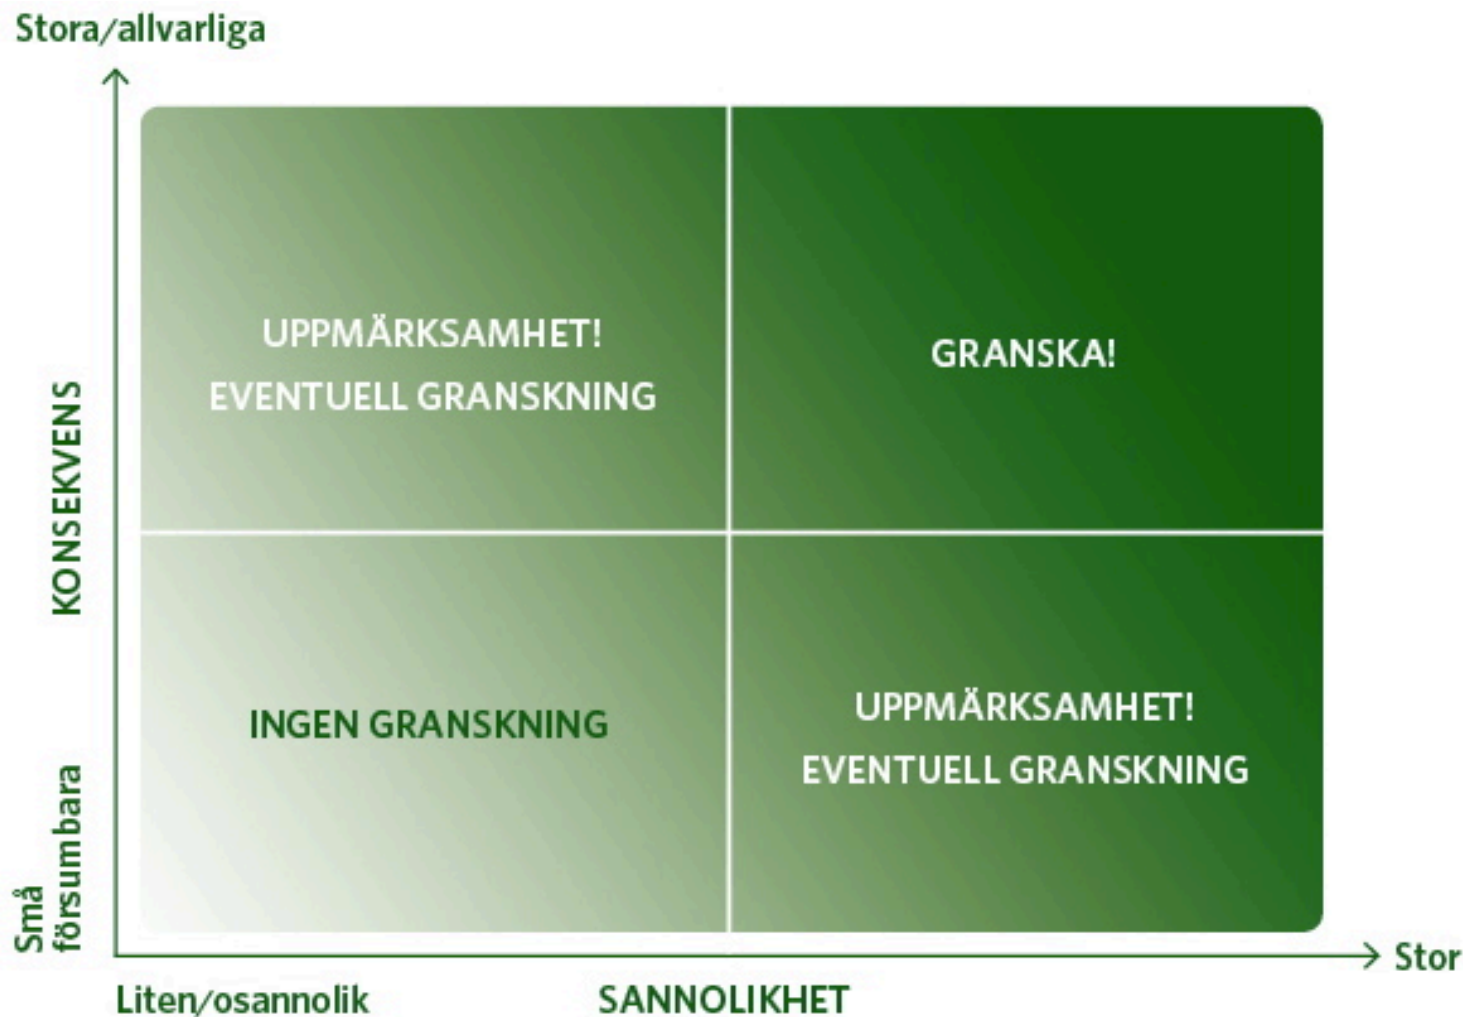 Stora/allvarliga
UPPMÄRKSAMHET!
EVENTUELL GRANSKNING
GRANSKA!
KONSEKVENS
INGEN GRANSKNING
UPPMÄRKSAMHET!
EVENTUELL GRANSKNING
Små
försumbara
Stor
Liten/osannolik
SANNOLIKHET